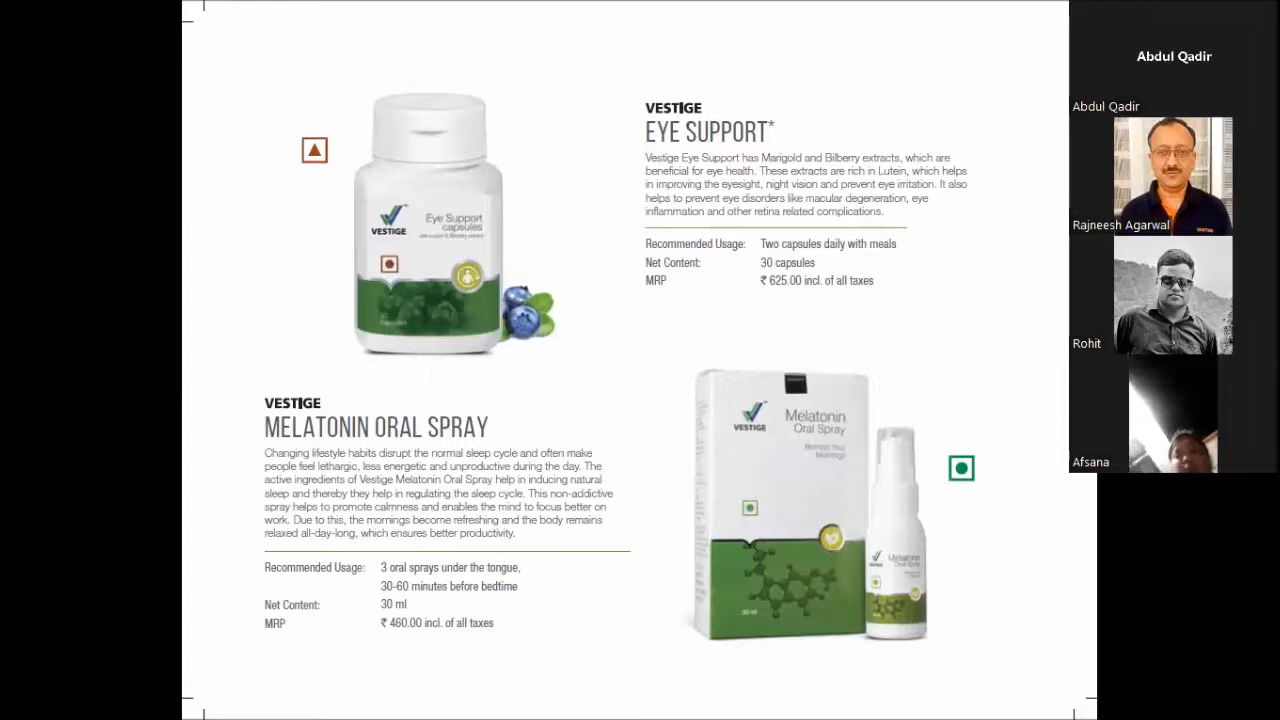 VESTIGE
EYE SUPPORT*
Vestige Eye Support has Marigold and Bilberry extracts, which are
beneficial for eye health. These extracts are rich in Lutein, which helps
in improving the eyesight, night vision and prevent eye irritation. It also
helps to prevent eye disorders like macular degeneration, eye
inflammation and other retina related complications.
Recommended Usage: Two capsules daily with meals
Net Content: 30 capsules
MRP ₹ 625.00 incl. of all taxes
VESTIGE
Eye Support
capsules
VESTIGE
MELATONIN ORAL SPRAY
Changing lifestyle habits disrupt the normal sleep cycle and often make
people feel lethargic, less energetic and unproductive during the day. The
active ingredients of Vestige Melatonin Oral Spray help in inducing natural
sleep and thereby they help in regulating the sleep cycle. This non-addictive
spray helps to promote calmness and enables the mind to focus better on
work. Due to this, the mornings become refreshing and the body remains
relaxed all-day-long, which ensures better productivity.
Recommended Usage: 3 oral sprays under the tongue,
30-60 minutes before bedtime
Net Content: 30 ml
MRP ₹ 460.00 incl. of all taxes
VESTIGE
Melatonin
Oral Spray
Refresh Your
Mornings
30 ml
VESTIGE
Melatonin
Oral Spray
Abdul Qadir
Abdul Qadir
Rajneesh Agarwal
Rohit
Afsana